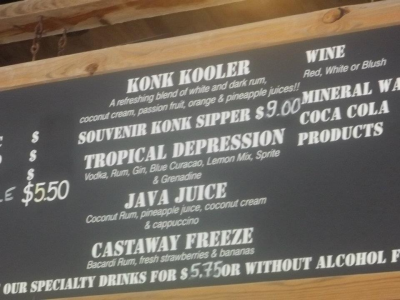 KONK KOOLER
A refreshing blend of white and dark rum,
coconut cream, passion fruit, orange & pineapple juices!!
SOUVENIR KONK SIPPER $9.00
TROPICAL DEPRESSION
Vodka, Rum, Gin, Blue Curacao, Lemon Mix, Sprite
& Grenadine
JAVA JUICE
Coconut Rum, pineapple juice, coconut cream
& cappuccino
CASTAWAY FREEZE
Bacardi Rum, fresh strawberries & bananas
OUR SPECIALTY DRINKS FOR $5.75 OR WITHOUT ALCOHOL F
WINE
Red, White or Blush
MINERAL WA
COCA COLA
PRODUCTS
$
$
$
$5.50